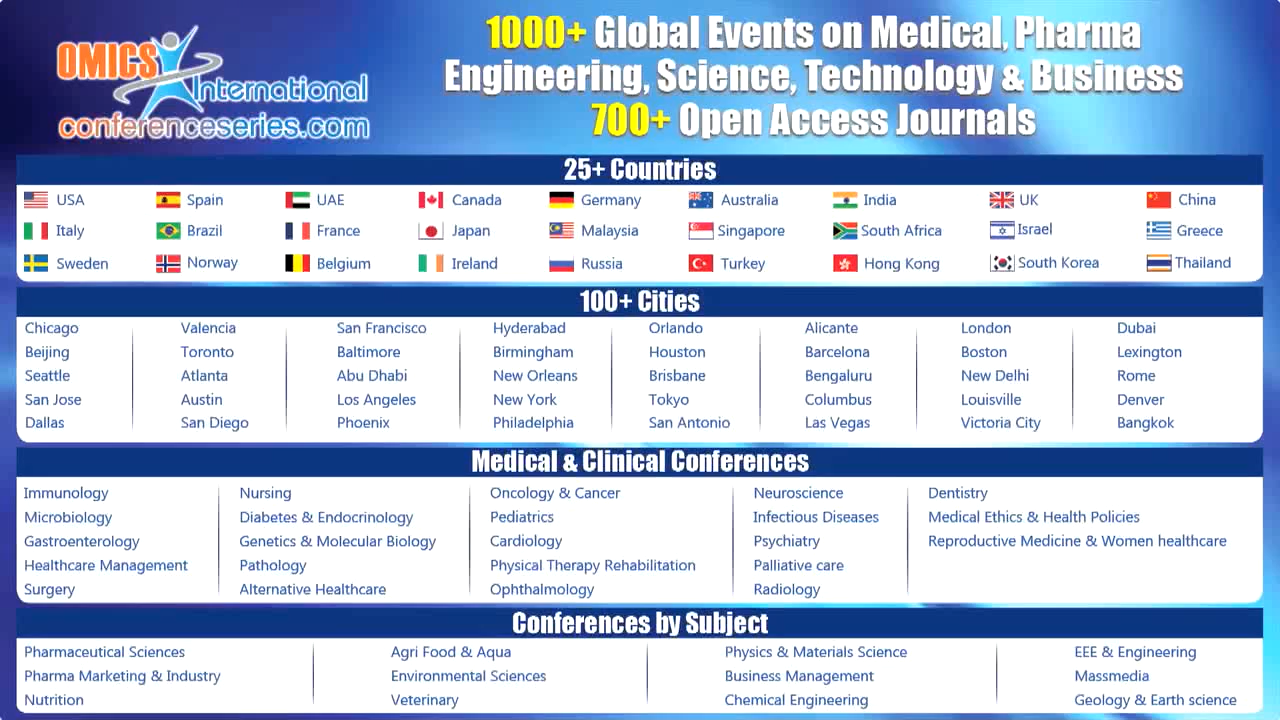 OMICS
International
conferenceseries.com
1000+ Global Events on Medical, Pharma
Engineering, Science, Technology & Business
700+ Open Access Journals
25+ Countries
USA Spain UAE Canada Germany Australia India UK China
Italy Brazil France Japan Malaysia Singapore South Africa Israel Greece
Sweden Norway Belgium Ireland Russia Turkey Hong Kong South Korea Thailand
100+ Cities
Chicago Valencia San Francisco Hyderabad Orlando Alicante London Dubai
Beijing Toronto Baltimore Birmingham Houston Barcelona Boston Lexington
Seattle Atlanta Abu Dhabi New Orleans Brisbane Bengaluru New Delhi Rome
San Jose Austin Los Angeles New York Tokyo Columbus Louisville Denver
Dallas San Diego Phoenix Philadelphia San Antonio Las Vegas Victoria City Bangkok
Medical & Clinical Conferences
Immunology Nursing Oncology & Cancer Neuroscience Dentistry
Microbiology Diabetes & Endocrinology Pediatrics Infectious Diseases Medical Ethics & Health Policies
Gastroenterology Genetics & Molecular Biology Cardiology Psychiatry Reproductive Medicine & Women healthcare
Healthcare Management Pathology Physical Therapy Rehabilitation Palliative care
Surgery Alternative Healthcare Ophthalmology Radiology
Conferences by Subject
Pharmaceutical Sciences Agri Food & Aqua Physics & Materials Science EEE & Engineering
Pharma Marketing & Industry Environmental Sciences Business Management Massmedia
Nutrition Veterinary Chemical Engineering Geology & Earth science